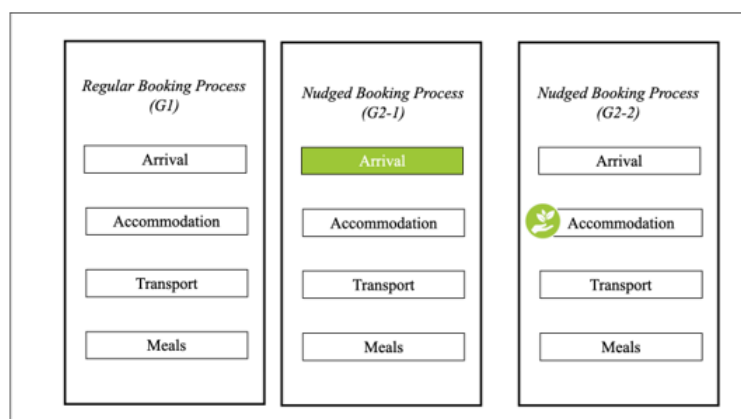 Regular Booking Process
(G1)
Arrival
Accommodation
Transport
Meals
Nudged Booking Process
(G2-1)
Arrival
Accommodation
Transport
Meals
Nudged Booking Process
(G2-2)
Arrival
Accommodation
Transport
Meals